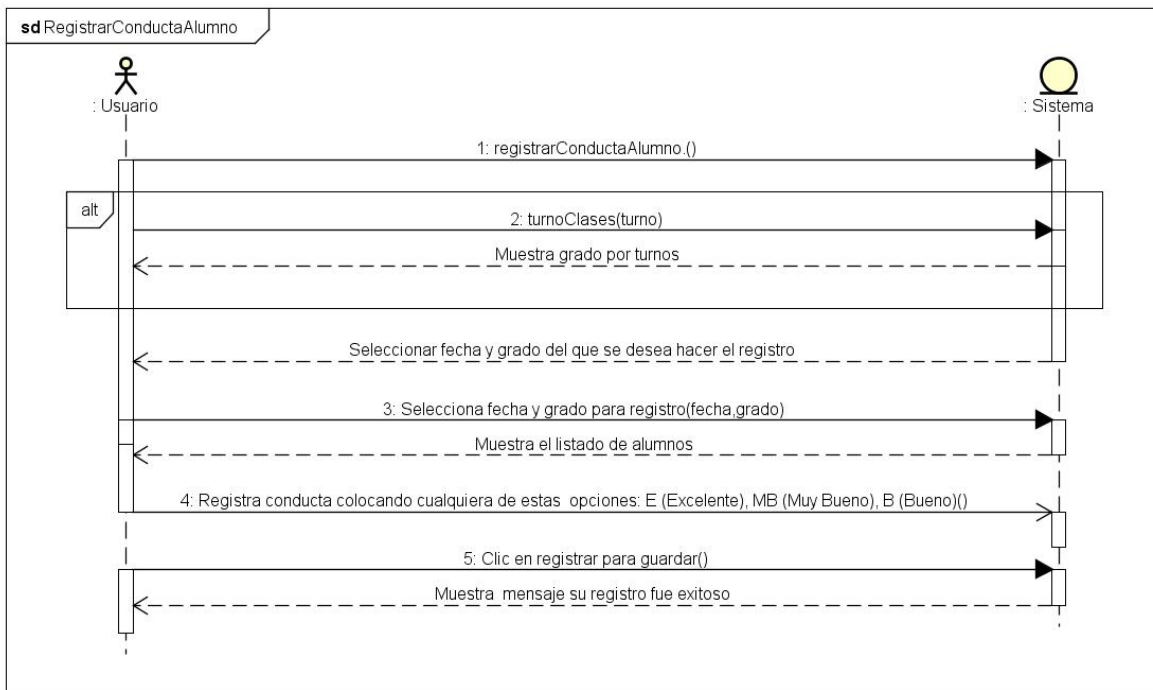 sd RegistrarConductaAlumno
: Usuario
: Sistema
1: registrarConductaAlumno.()
alt
2: turnoClases(turno)
Muestra grado por turnos
Seleccionar fecha y grado del que se desea hacer el registro
3: Selecciona fecha y grado para registro(fecha,grado)
Muestra el listado de alumnos
4: Registra conducta colocando cualquiera de estas opciones: E (Excelente), MB (Muy Bueno), B (Bueno)()
5: Clic en registrar para guardar()
Muestra mensaje su registro fue exitoso